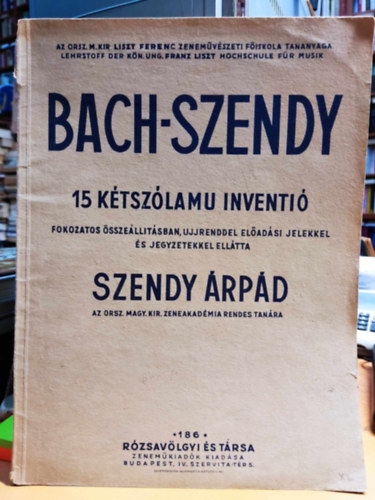 AZ ORSZ. M. KIR. LISZT FERENC ZENEMŰVÉSZETI FŐISKOLA TANANYAGA
LEHRSTOFF DER KÖN. UNG. FRANZ LISZT HOCHSCHULE FÜR MUSIK
BACH-SZENDY
15 KÉTSZÓLAMU INVENTIÓ
FOKOZATOS ÖSSZEÁLLITÁSBAN, UJJRENDDEL ELŐADÁSI JELEKKEL
ÉS JEGYZETEKKEL ELLÁTTA
SZENDY ÁRPÁD
AZ ORSZ. MAGY. KIR. ZENEAKADÉMIA RENDES TANÁRA
•186•
RÓZSAVÖLGYI ÉS TÁRSA
ZENEMŰKIADÓK KIADÁSA
BUDAPEST, IV. SZERVITA-TÉR 5.